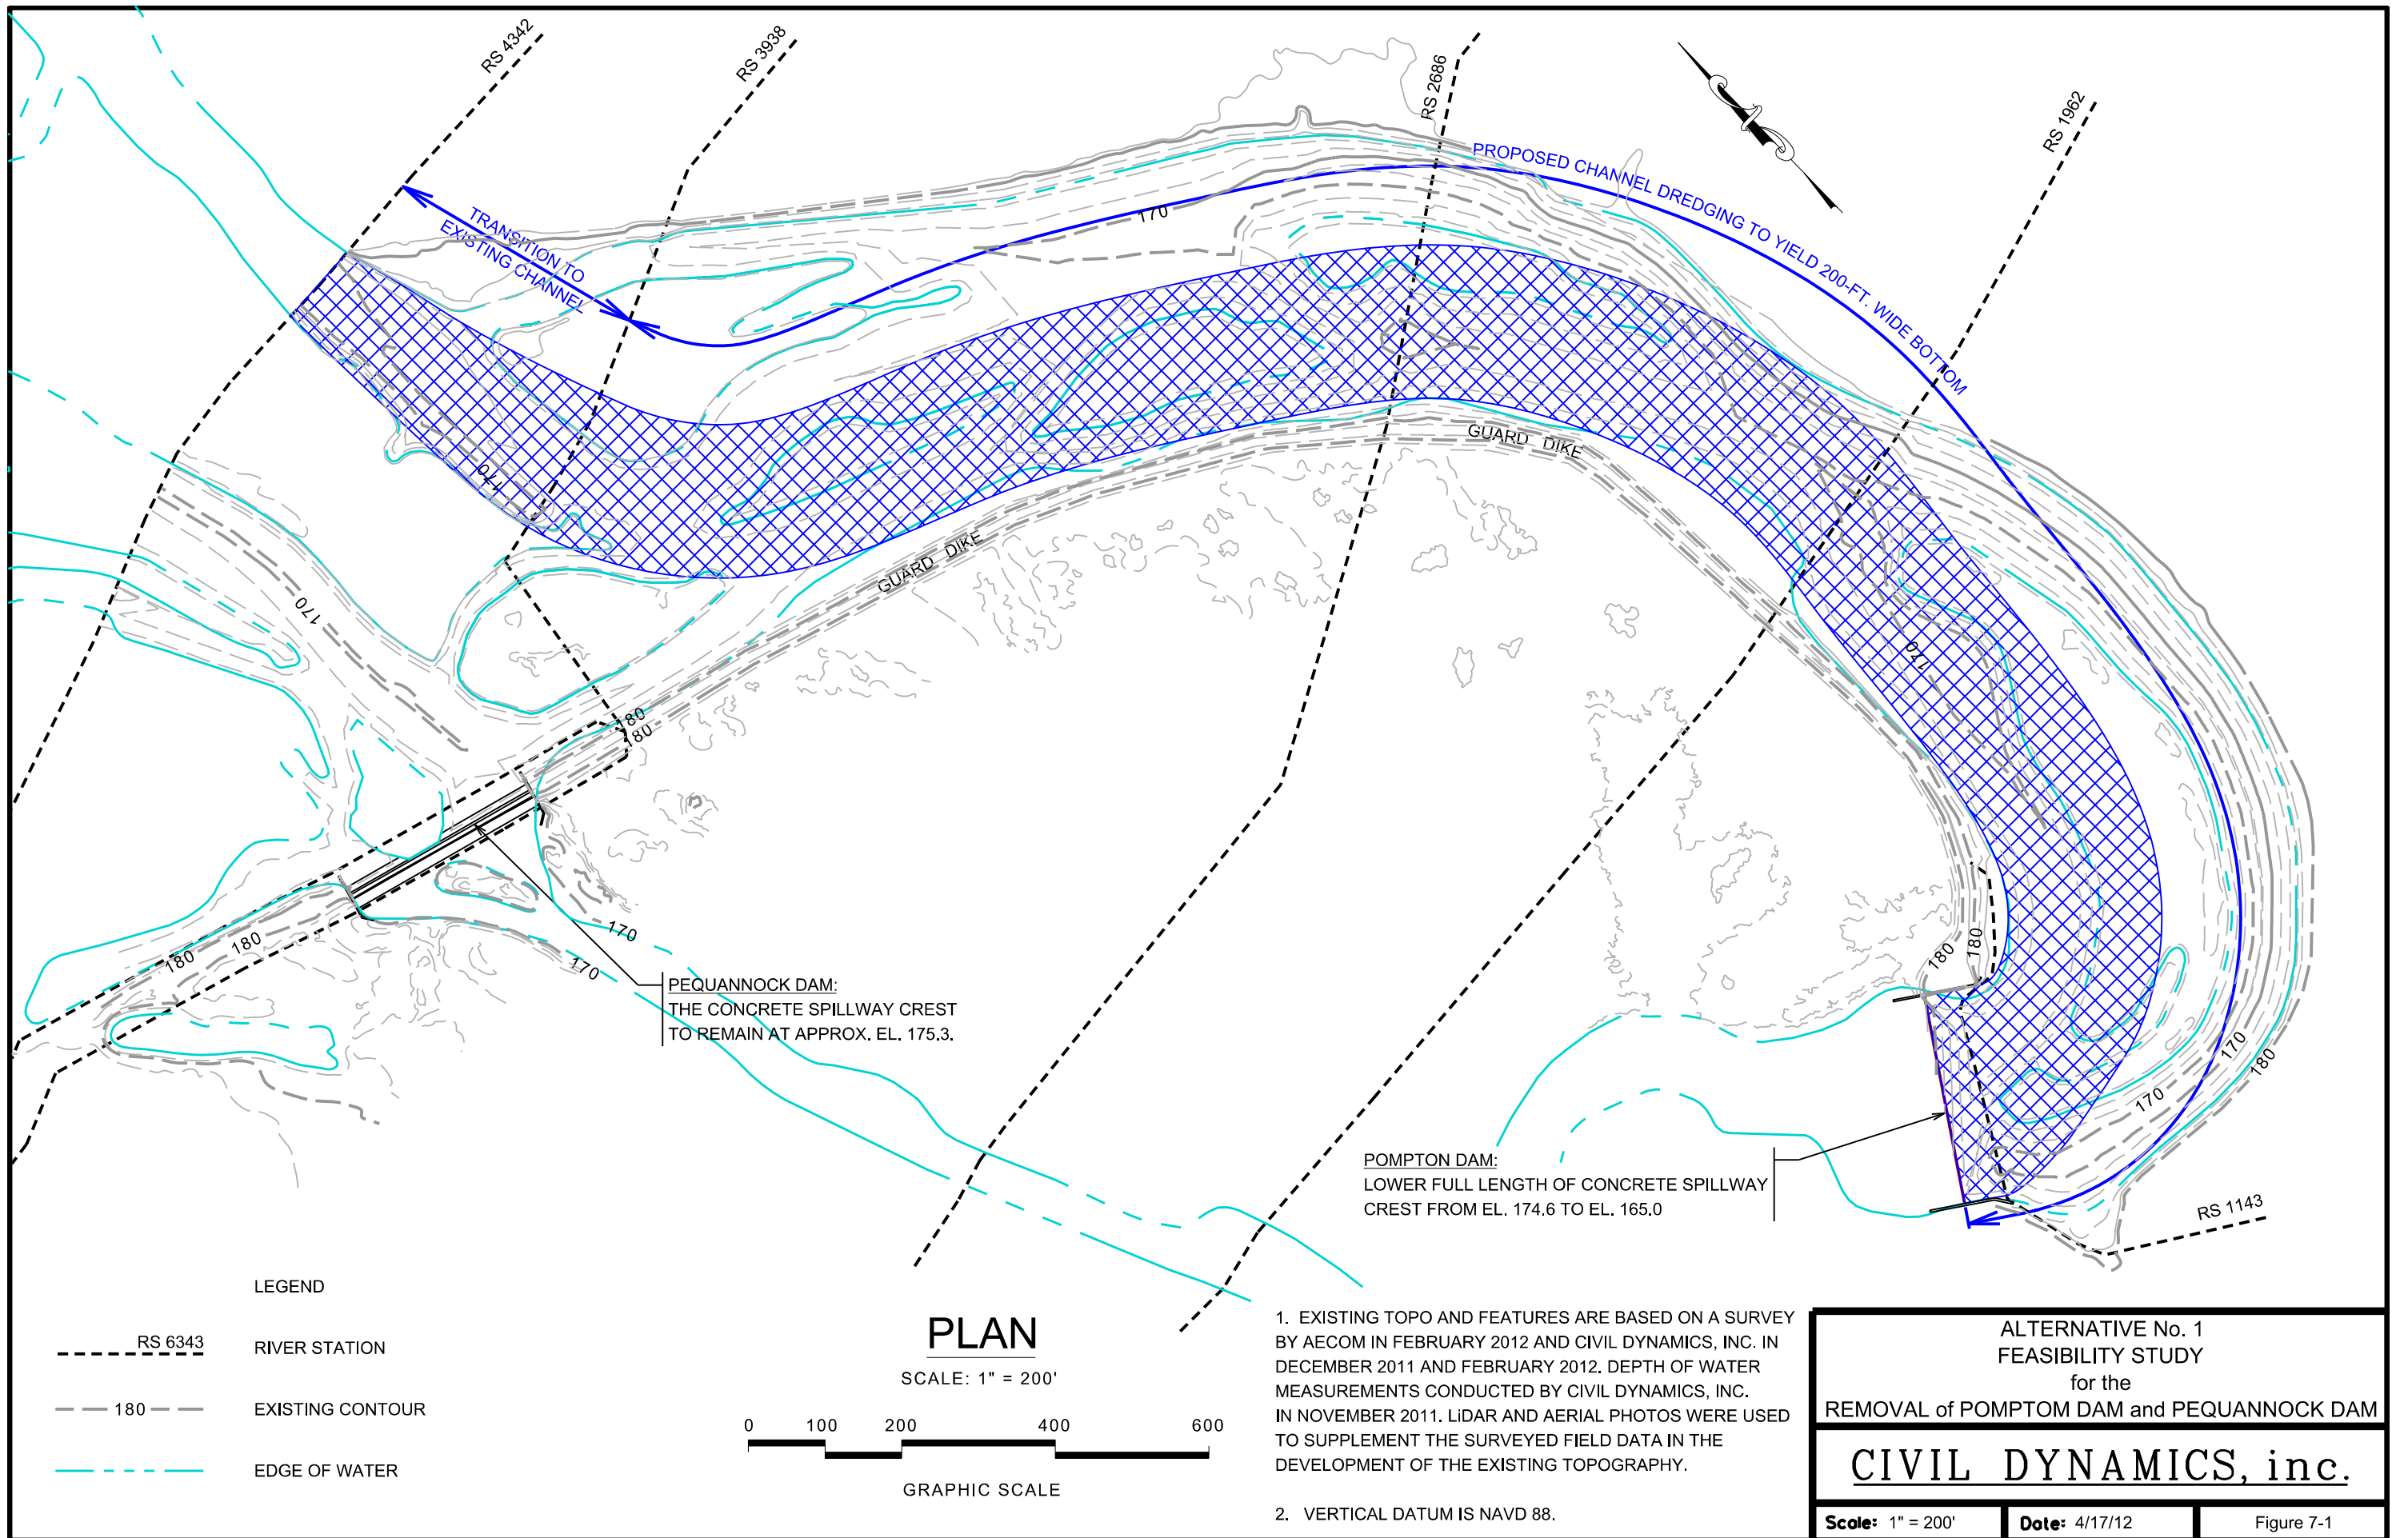 RS 4342
RS 3938
RS 2686
RS 1962
PROPOSED CHANNEL DREDGING TO YIELD 200-FT. WIDE BOTTOM
TRANSITION TO
EXISTING CHANNEL
170
GUARD DIKE
170
GUARD DIKE
170
170
180
180
180
180
170
170
180
180
170
180
170
PEQUANNOCK DAM:
THE CONCRETE SPILLWAY CREST
TO REMAIN AT APPROX. EL. 175.3.
POMPTON DAM:
LOWER FULL LENGTH OF CONCRETE SPILLWAY
CREST FROM EL. 174.6 TO EL. 165.0
RS 1143
LEGEND
RS 6343
RIVER STATION
180
EXISTING CONTOUR
EDGE OF WATER
PLAN
SCALE: 1" = 200'
0 100 200 400 600
GRAPHIC SCALE
1. EXISTING TOPO AND FEATURES ARE BASED ON A SURVEY
BY AECOM IN FEBRUARY 2012 AND CIVIL DYNAMICS, INC. IN
DECEMBER 2011 AND FEBRUARY 2012. DEPTH OF WATER
MEASUREMENTS CONDUCTED BY CIVIL DYNAMICS, INC.
IN NOVEMBER 2011. LiDAR AND AERIAL PHOTOS WERE USED
TO SUPPLEMENT THE SURVEYED FIELD DATA IN THE
DEVELOPMENT OF THE EXISTING TOPOGRAPHY.
2. VERTICAL DATUM IS NAVD 88.
ALTERNATIVE No. 1
FEASIBILITY STUDY
for the
REMOVAL of POMPTOM DAM and PEQUANNOCK DAM
CIVIL DYNAMICS, inc.
Scale: 1" = 200'
Date: 4/17/12
Figure 7-1